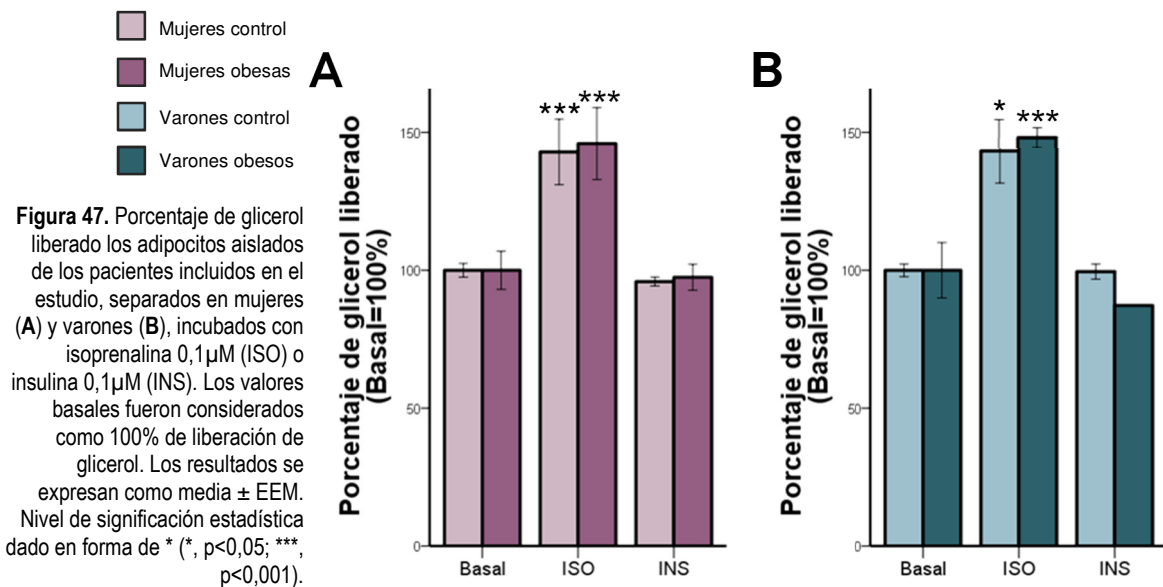 Mujeres control
Mujeres obesas
Varones control
Varones obesos
Figura 47. Porcentaje de glicerol
liberado los adipocitos aislados
de los pacientes incluidos en el
estudio, separados en mujeres
(A) y varones (B), incubados con
isoprenalina 0,1µM (ISO) o
insulina 0,1µM (INS). Los valores
basales fueron considerados
como 100% de liberación de
glicerol. Los resultados se
expresan como media ± EEM.
Nivel de significación estadística
dado en forma de * (*, p<0,05; ***,
p<0,001).
A
Porcentaje de glicerol liberado
(Basal=100%)
150
100
50
0
*** ***
Basal ISO INS
B
Porcentaje de glicerol liberado
(Basal=100%)
150
100
50
0
* ***
Basal ISO INS